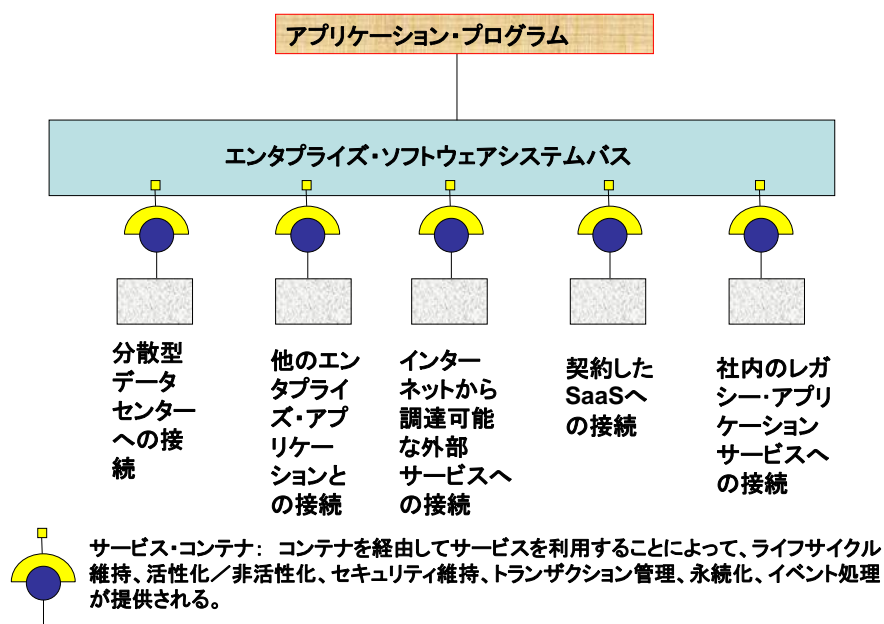 アプリケーション・プログラム
エンタプライズ・ソフトウェアシステムバス
分散型
データ
センター
への接
続
他のエン
タプライ
ズ・アプ
リケー
ションと
の接続
インター
ネットから
調達可能
な外部
サービスへ
の接続
契約した
SaaSへ
の接続
社内のレガ
シー・アプリ
ケーション
サービスへ
の接続
サービス・コンテナ： コンテナを経由してサービスを利用することによって、ライフサイクル
維持、活性化／非活性化、セキュリティ維持、トランザクション管理、永続化、イベント処理
が提供される。